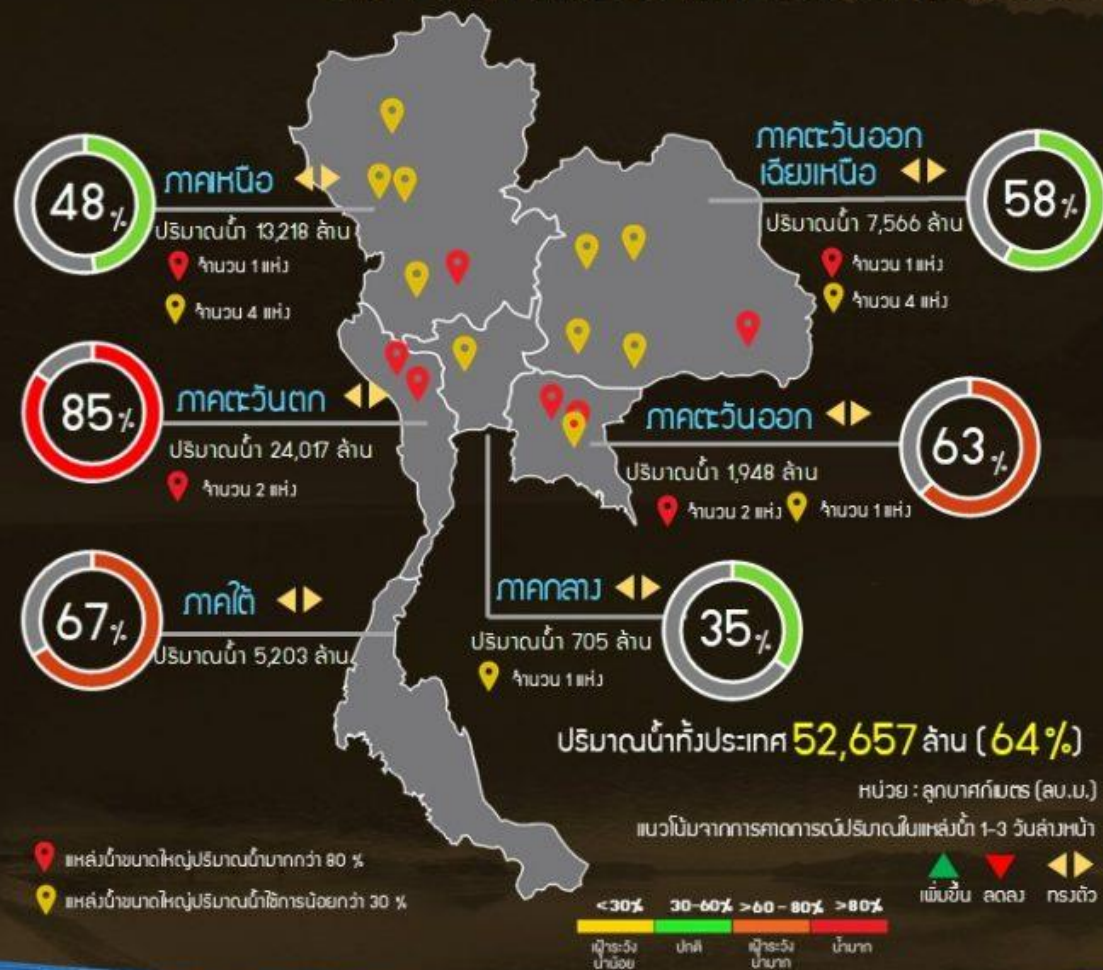 48%
ภาคเหนือ
ปริมาณน้ำ 13,218 ล้าน
จำนวน 1 แห่ง
จำนวน 4 แห่ง
ภาคตะวันออก
เฉียงเหนือ
ปริมาณน้ำ 7,566 ล้าน
58%
จำนวน 1 แห่ง
จำนวน 4 แห่ง
85%
ภาคตะวันตก
ปริมาณน้ำ 24,017 ล้าน
จำนวน 2 แห่ง
ภาคตะวันออก
ปริมาณน้ำ 1,948 ล้าน
63%
จำนวน 2 แห่ง จำนวน 1 แห่ง
67%
ภาคใต้
ปริมาณน้ำ 5,203 ล้าน
ภาคกลาง
ปริมาณน้ำ 705 ล้าน
35%
จำนวน 1 แห่ง
ปริมาณน้ำทั้งประเทศ 52,657 ล้าน (64%)
หน่วย : ลูกบาศก์เมตร (ลบ.ม.)
แนวโน้มจากการคาดการณ์ปริมาณในแหล่งน้ำ 1-3 วันล่วงหน้า
เพิ่มขึ้น ลดลง ทรงตัว
แหล่งน้ำขนาดใหญ่ปริมาณน้ำมากกว่า 80 %
แหล่งน้ำขนาดใหญ่ปริมาณน้ำใช้การน้อยกว่า 30 %
<30% 30-60% >60-80% >80%
เฝ้าระวัง น้ำน้อย ปกติ เฝ้าระวัง น้ำมาก น้ำมาก